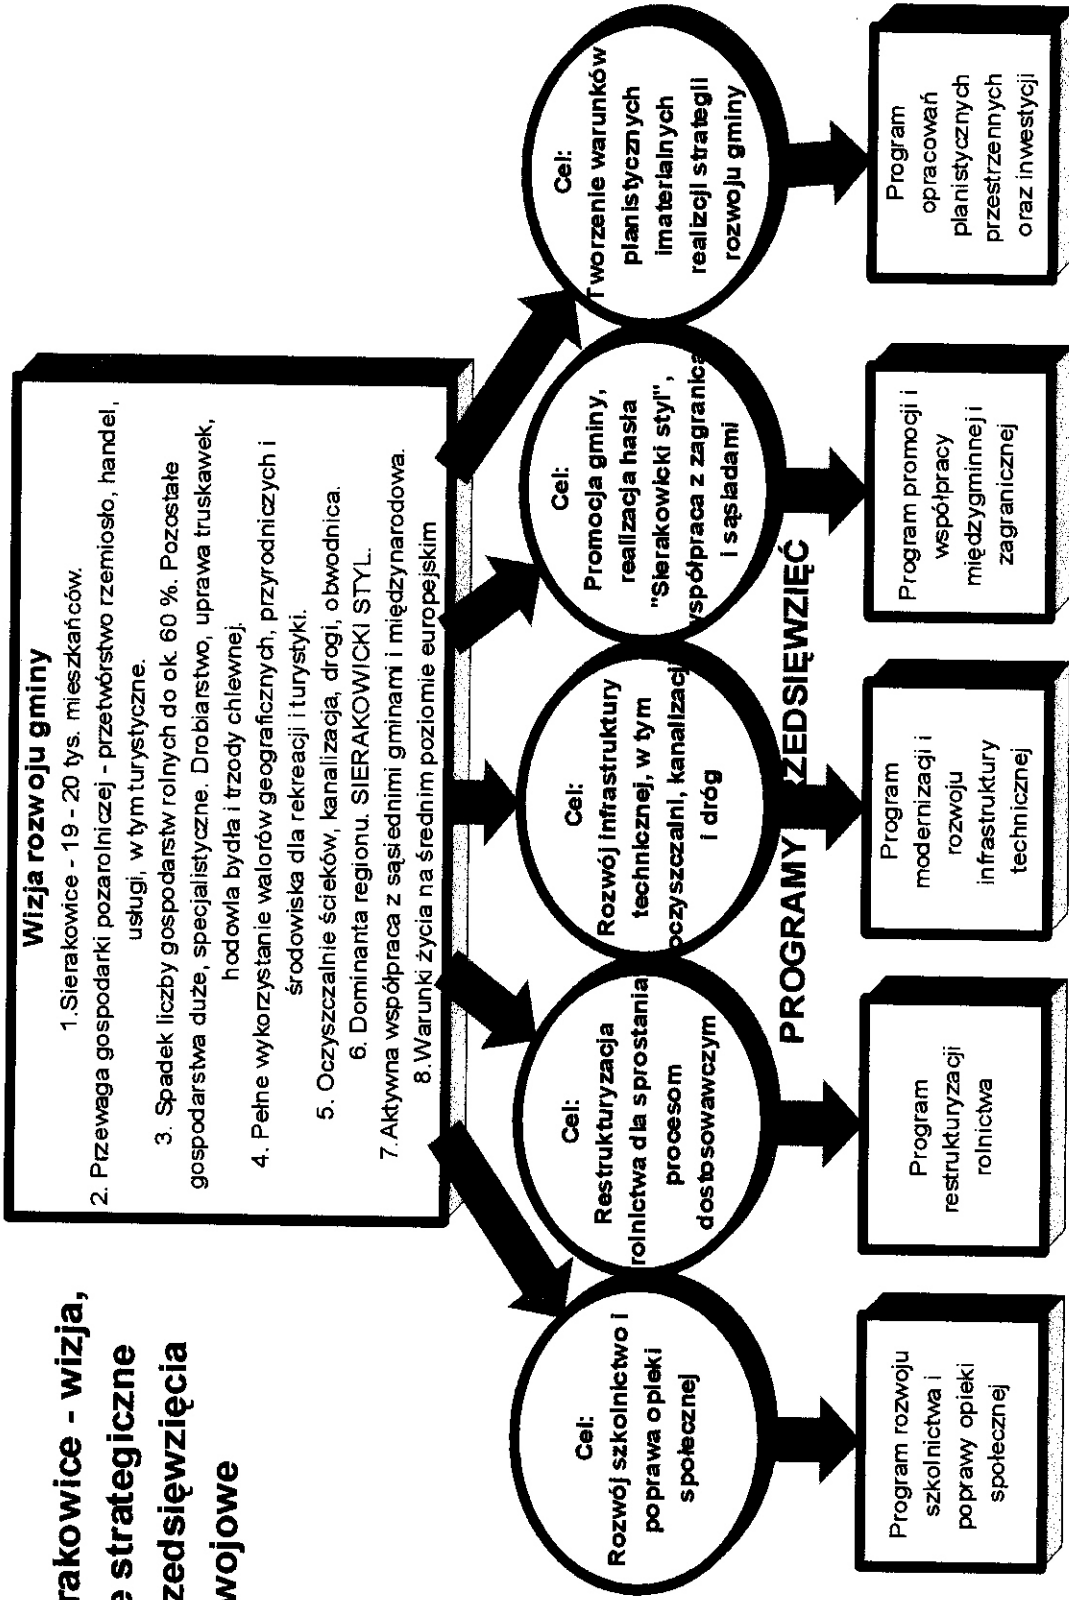 rakowice - wizja,
e strategiczne
zedsięwzięcia
wojowe
Wizja rozwoju gminy
1.Sierakowice - 19 - 20 tys. mieszkańców.
2. Przewaga gospodarki pozarolniczej - przetwórstwo rzemiosło, handel,
usługi, w tym turystyczne.
3. Spadek liczby gospodarstw rolnych do ok. 60 %. Pozostałe
gospodarstwa duże, specjalistyczne. Drobiarstwo, uprawa truskawek,
hodowla bydła i trzody chlewnej.
4. Pełne wykorzystanie walorów geograficznych, przyrodniczych i
środowiska dla rekreacji i turystyki.
5. Oczyszczalnie ścieków, kanalizacja, drogi, obwodnica.
6. Dominanta regionu. SIERAKOWICKI STYL.
7.Aktywna współpraca z sąsiednimi gminami i międzynarodowa.
8.Warunki życia na średnim poziomie europejskim
Cel:
Rozwój szkolnictwo i
poprawa opieki
społecznej
Cel:
Restrukturyzacja
rolnictwa dla sprostania
procesom
dostosowawczym
Cel:
Rozwój infrastruktury
technicznej, w tym
oczyszczalni, kanalizacj
i dróg
Cel:
Promocja gminy,
realizacja hasła
"Sierakowicki styl",
współpraca z zagranicą
i sąsiadami
Cel:
Tworzenie warunków
planistycznych
imaterialnych
realizcji strategii
rozwoju gminy
PROGRAMY ZEDSIĘWZIĘĆ
Program rozwoju
szkolnictwa i
poprawy opieki
społecznej
Program
restrukturyzacji
rolnictwa
Program
modernizacji i
rozwoju
infrastruktury
technicznej
Program promocji i
współpracy
międzygminnej i
zagranicznej
Program
opracowań
planistycznych
przestrzennych
oraz inwestycji